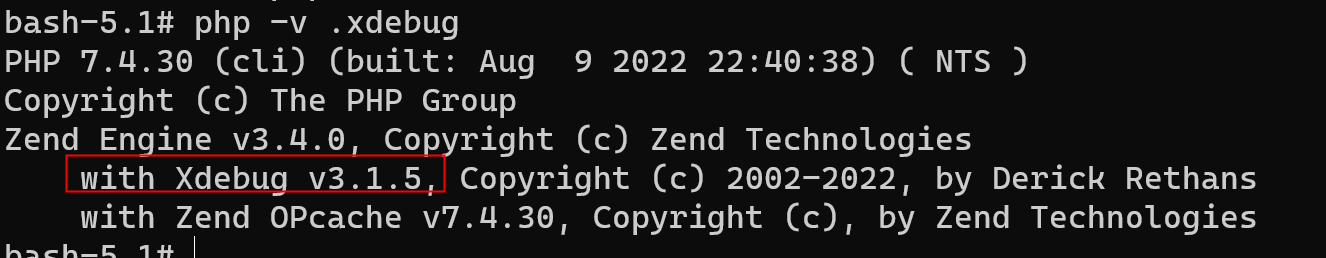 bash-5.1# php -v .xdebug
PHP 7.4.30 (cli) (built: Aug  9 2022 22:40:38) ( NTS )
Copyright (c) The PHP Group
Zend Engine v3.4.0, Copyright (c) Zend Technologies
    with Xdebug v3.1.5, Copyright (c) 2002-2022, by Derick Rethans
    with Zend OPcache v7.4.30, Copyright (c), by Zend Technologies
bash-5.1#